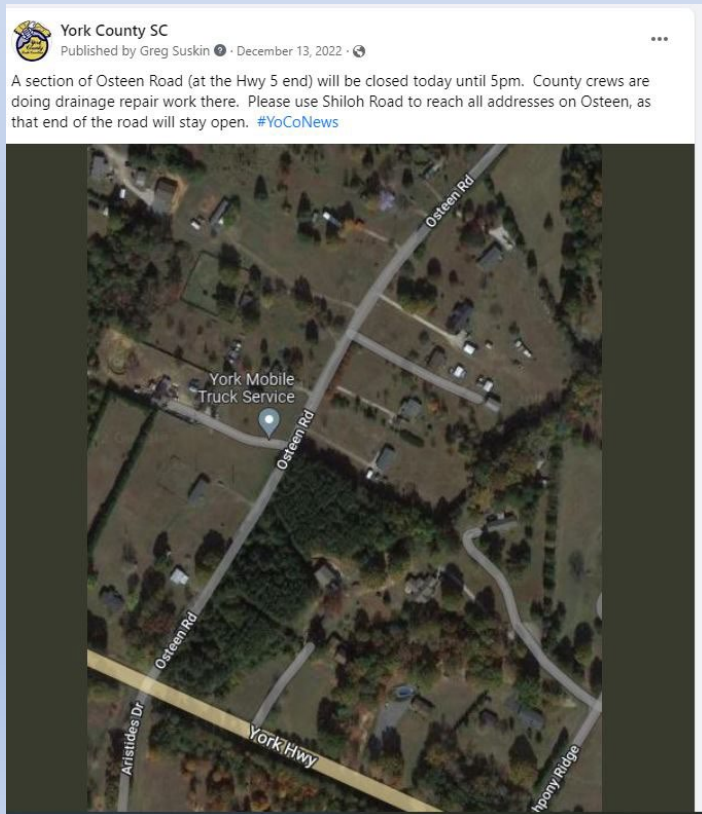 York County SC
Published by Greg Suskin · December 13, 2022 ·
A section of Osteen Road (at the Hwy 5 end) will be closed today until 5pm. County crews are
doing drainage repair work there. Please use Shiloh Road to reach all addresses on Osteen, as
that end of the road will stay open. #YoCoNews
Osteen Rd
York Mobile
Truck Service
Osteen Rd
Osteen Rd
Aristides Dr
York Hwy
hpony Ridge